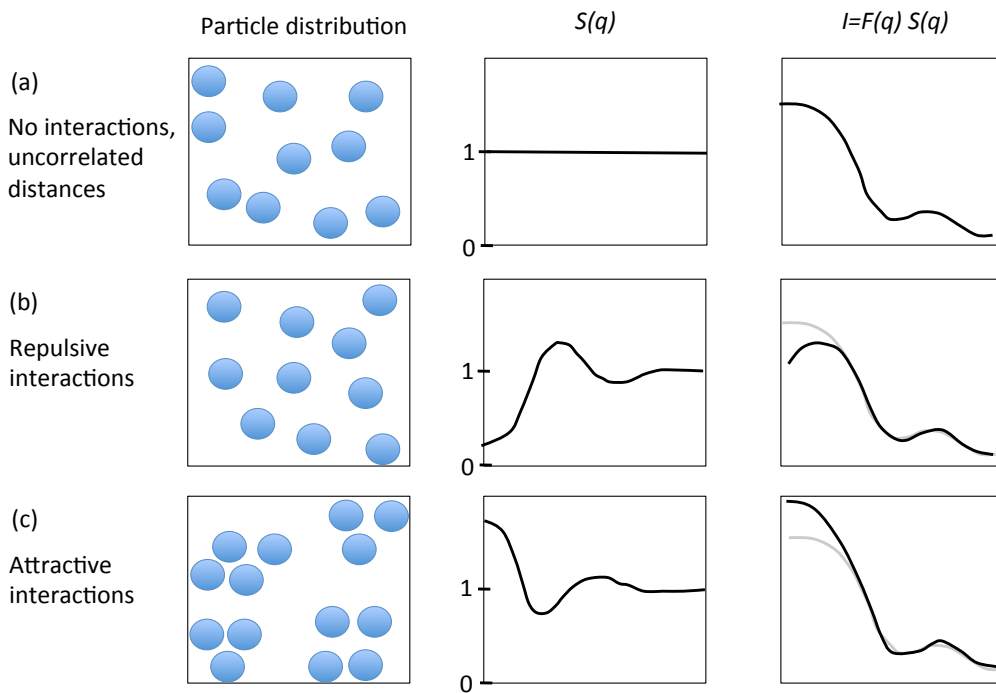 Particle distribution
S(q)
I=F(q) S(q)
(a)
No interactions,
uncorrelated
distances
1
0
(b)
Repulsive
interactions
1
0
(c)
Attractive
interactions
1
0